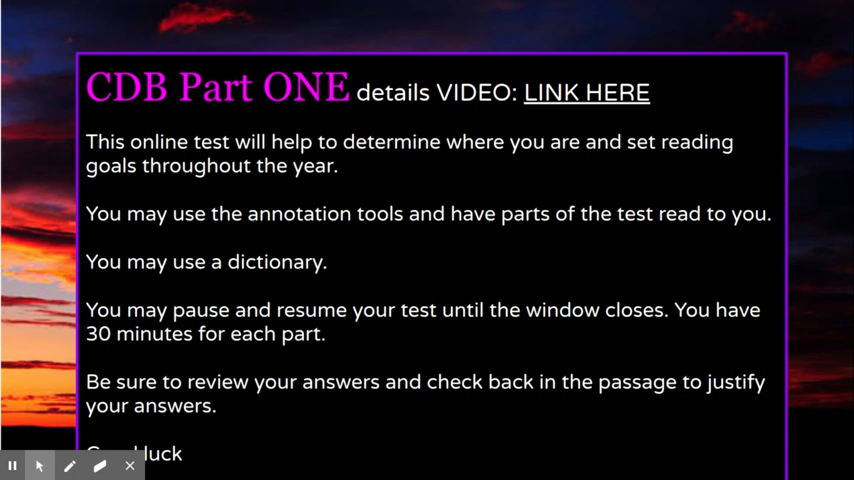 CDB Part ONE details VIDEO: LINK HERE
This online test will help to determine where you are and set reading
goals throughout the year.
You may use the annotation tools and have parts of the test read to you.
You may use a dictionary.
You may pause and resume your test until the window closes. You have
30 minutes for each part.
Be sure to review your answers and check back in the passage to justify
your answers.
luck